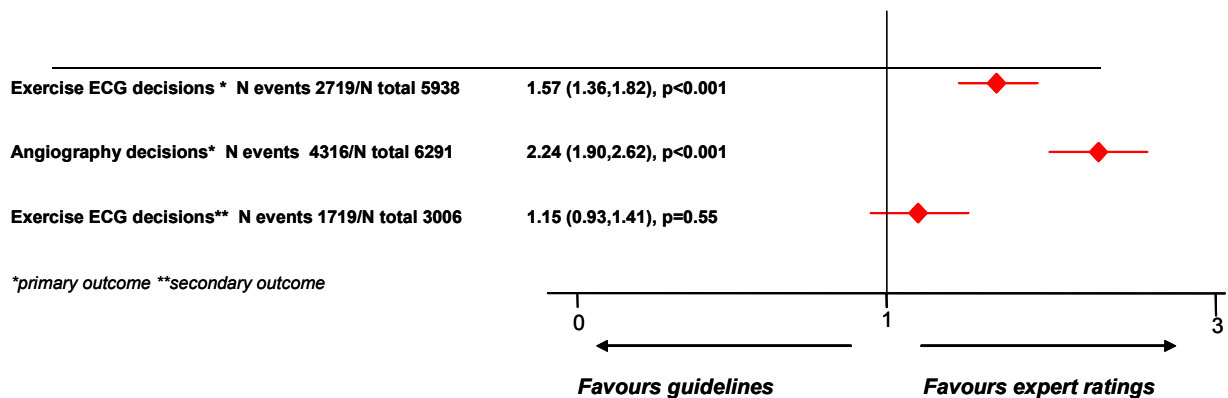 Exercise ECG decisions * N events 2719/N total 5938 1.57 (1.36,1.82), p<0.001
Angiography decisions* N events 4316/N total 6291 2.24 (1.90,2.62), p<0.001
Exercise ECG decisions** N events 1719/N total 3006 1.15 (0.93,1.41), p=0.55
*primary outcome **secondary outcome
0 1 3
Favours guidelines Favours expert ratings